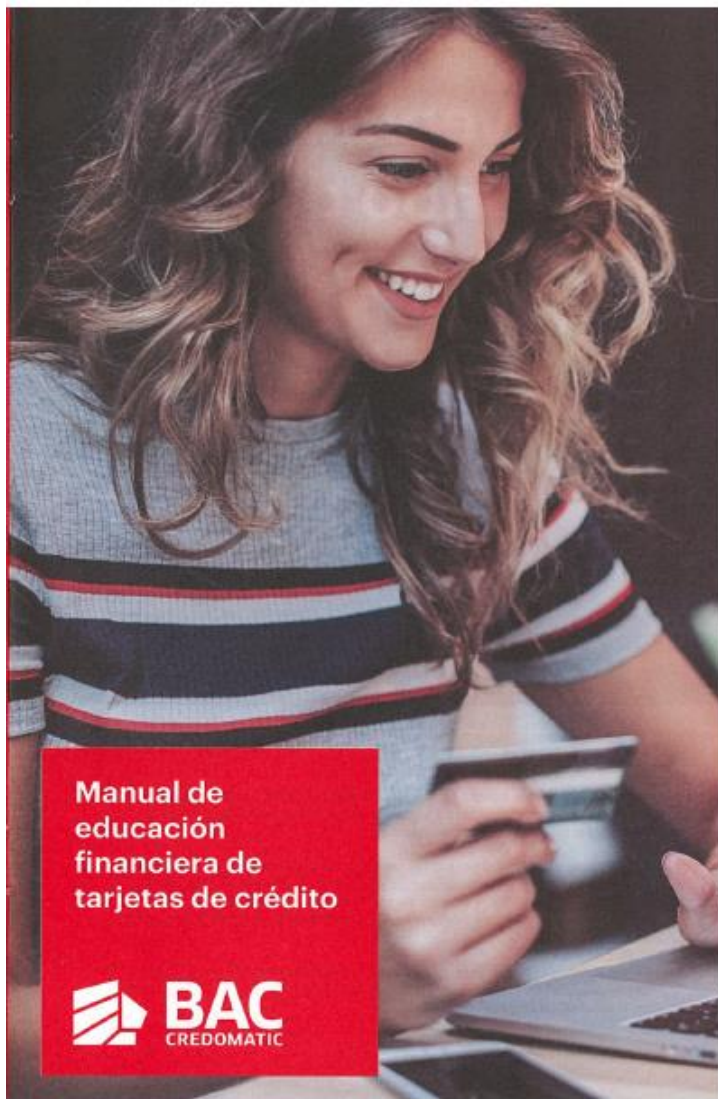 Manual de
educación
financiera de
tarjetas de crédito
BAC
CREDOMATIC